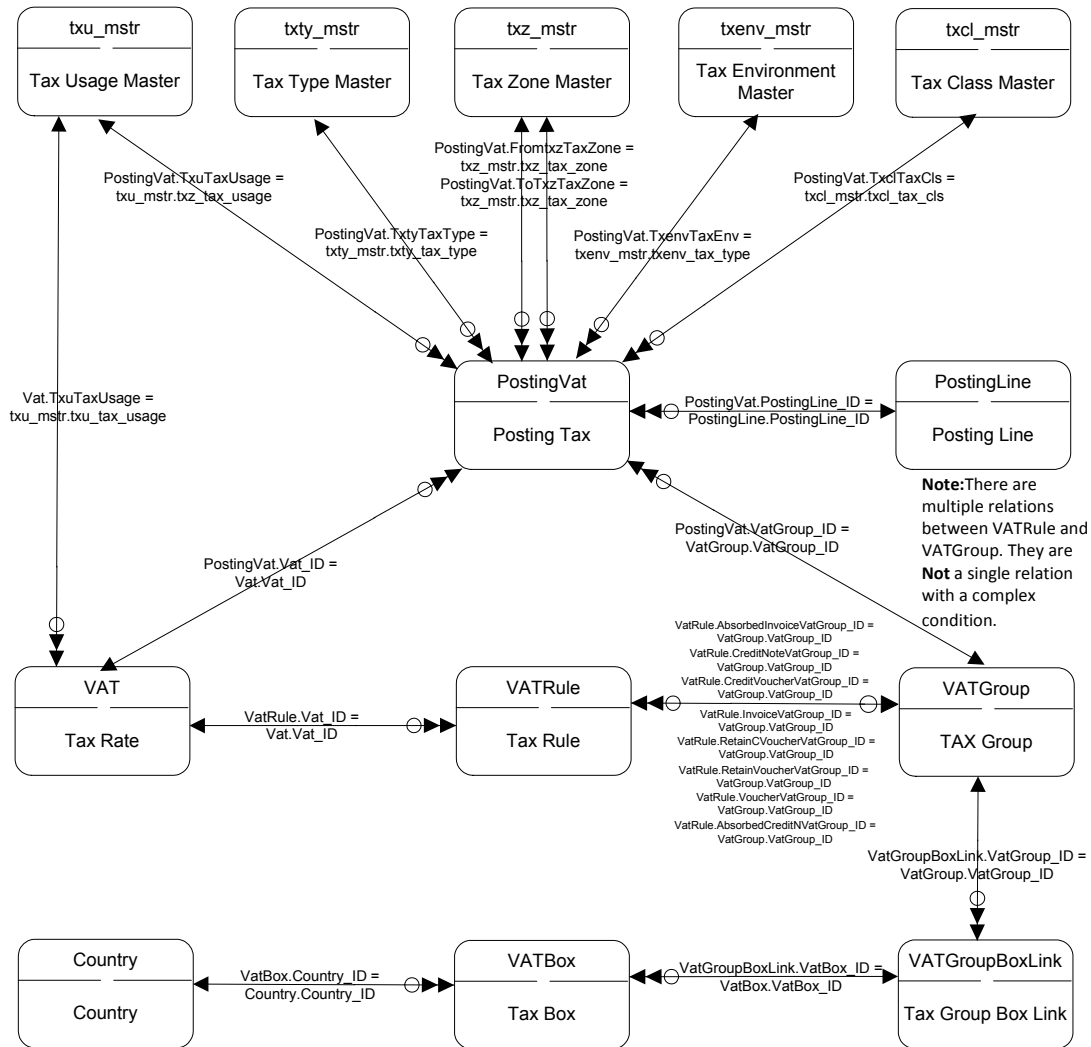 txu_mstr
Tax Usage Master
txty_mstr
Tax Type Master
txz_mstr
Tax Zone Master
txenv_mstr
Tax Environment
Master
txcl_mstr
Tax Class Master
PostingVat.TxuTaxUsage =
txu_mstr.txz_tax_usage
PostingVat.TxtyTaxType =
txty_mstr.txty_tax_type
PostingVat.FromtxzTaxZone =
txz_mstr.txz_tax_zone
PostingVat.ToTxzTaxZone =
txz_mstr.txz_tax_zone
PostingVat.TxenvTaxEnv =
txenv_mstr.txenv_tax_type
PostingVat.TxclTaxCls =
txcl_mstr.txcl_tax_cls
Vat.TxuTaxUsage =
txu_mstr.txu_tax_usage
PostingVat
Posting Tax
PostingVat.PostingLine_ID =
PostingLine.PostingLine_ID
PostingLine
Posting Line
Note:There are
multiple relations
between VATRule and
VATGroup. They are
Not a single relation
with a complex
condition.
PostingVat.Vat_ID =
Vat.Vat_ID
PostingVat.VatGroup_ID =
VatGroup.VatGroup_ID
VAT
Tax Rate
VatRule.Vat_ID =
Vat.Vat_ID
VATRule
Tax Rule
VatRule.AbsorbedInvoiceVatGroup_ID =
VatGroup.VatGroup_ID
VatRule.CreditNoteVatGroup_ID =
VatGroup.VatGroup_ID
VatRule.CreditVoucherVatGroup_ID =
VatGroup.VatGroup_ID
VatRule.InvoiceVatGroup_ID =
VatGroup.VatGroup_ID
VatRule.RetainCVoucherVatGroup_ID =
VatGroup.VatGroup_ID
VatRule.RetainVoucherVatGroup_ID =
VatGroup.VatGroup_ID
VatRule.VoucherVatGroup_ID =
VatGroup.VatGroup_ID
VatRule.AbsorbedCreditNVatGroup_ID =
VatGroup.VatGroup_ID
VATGroup
TAX Group
VatGroupBoxLink.VatGroup_ID =
VatGroup.VatGroup_ID
Country
Country
VatBox.Country_ID =
Country.Country_ID
VATBox
Tax Box
VatGroupBoxLink.VatBox_ID =
VatBox.VatBox_ID
VATGroupBoxLink
Tax Group Box Link